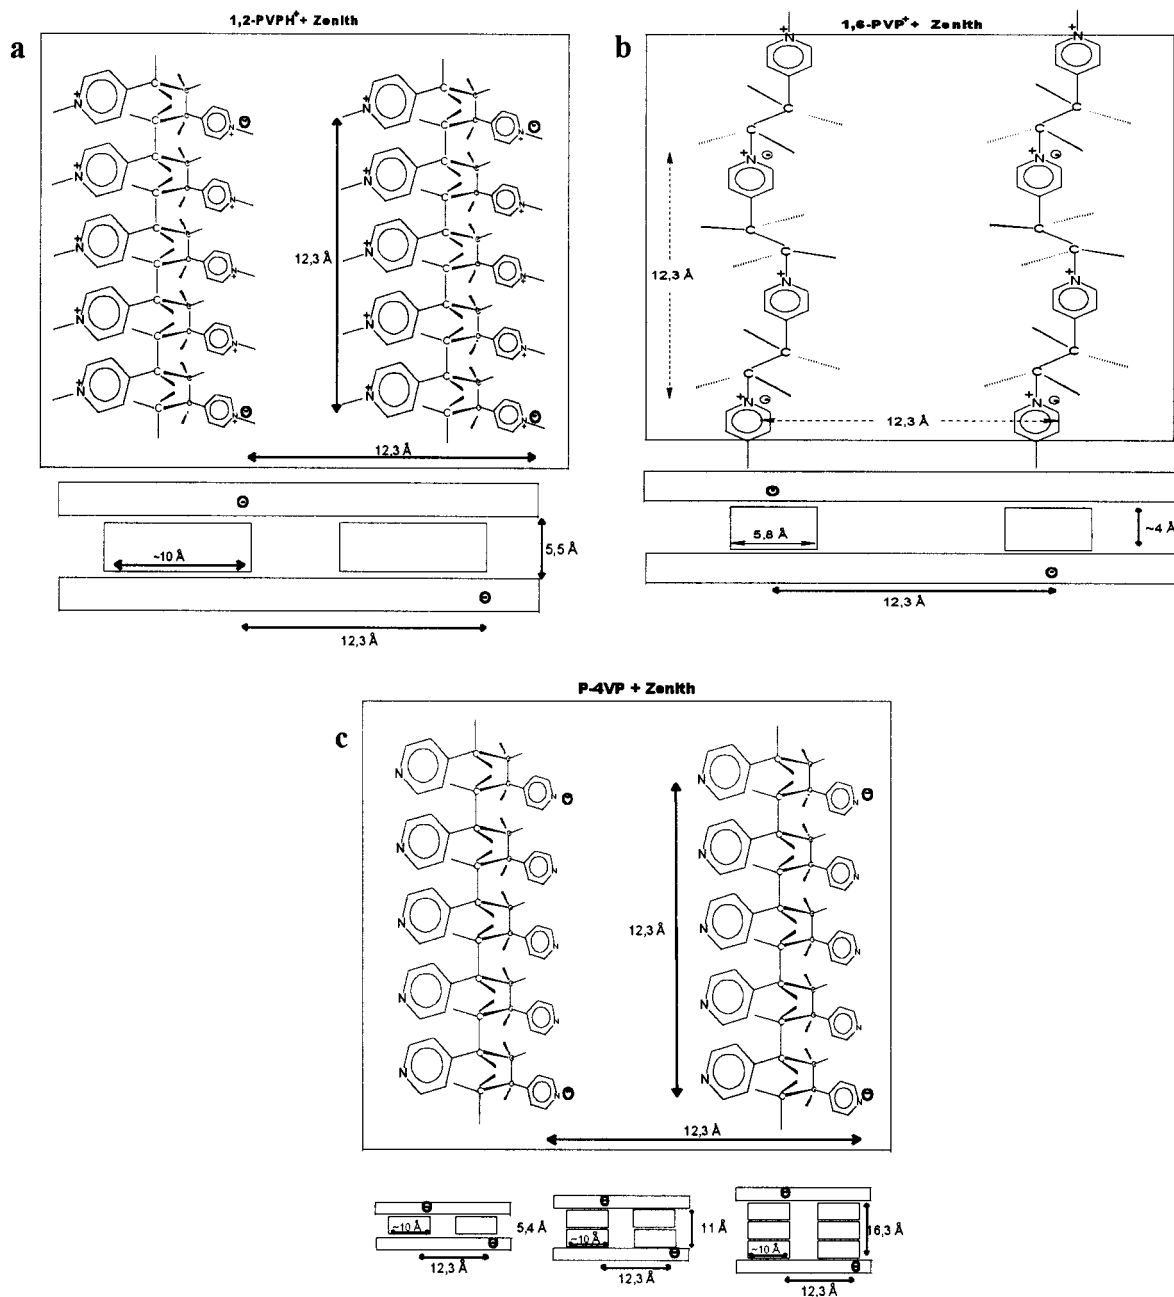 1,2-PVPH⁺+ Zenith
a
12,3 Å
12,3 Å
~10 Å
5,5 Å
12,3 Å
1,6-PVP⁺+ Zenith
b
12,3 Å
12,3 Å
5,8 Å
~4 Å
12,3 Å
P-4VP + Zenith
c
12,3 Å
12,3 Å
~10 Å
5,4 Å
12,3 Å
~10 Å
11 Å
12,3 Å
~10 Å
16,3 Å
12,3 Å